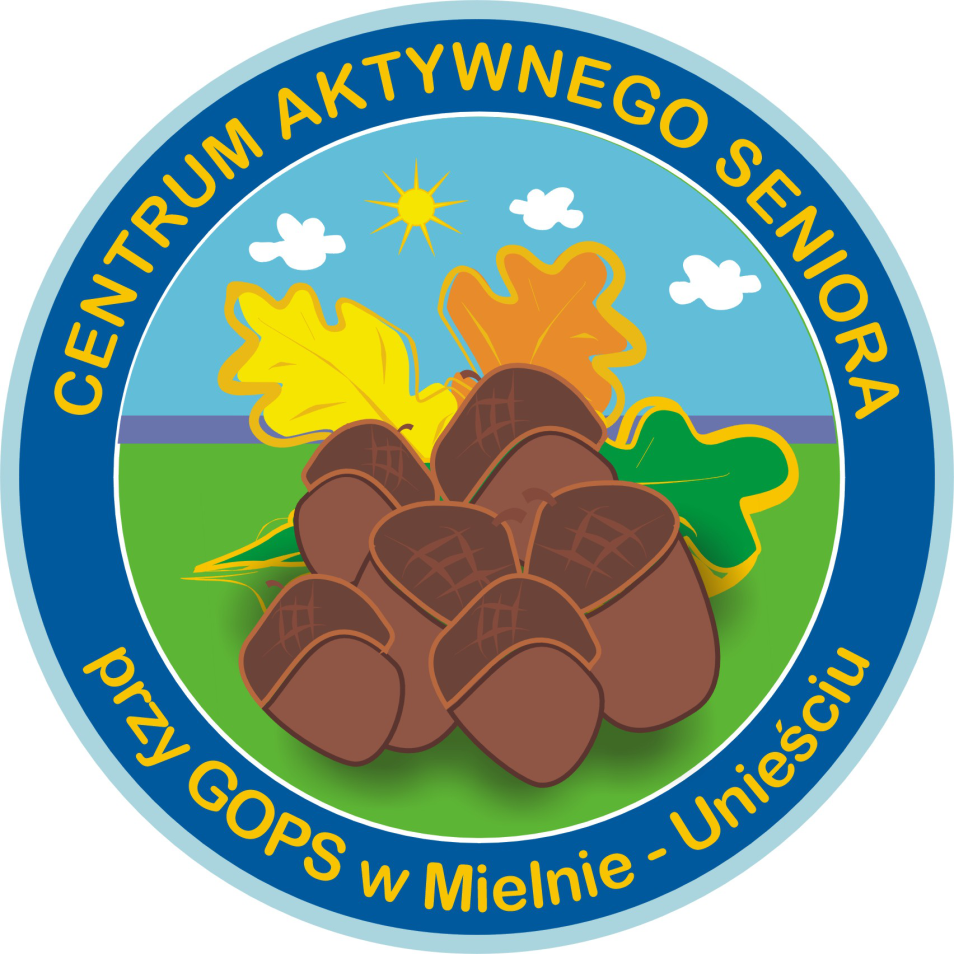 CENTRUM AKTYWNEGO SENIORA
przy GOPS w Mielnie - Unieściu